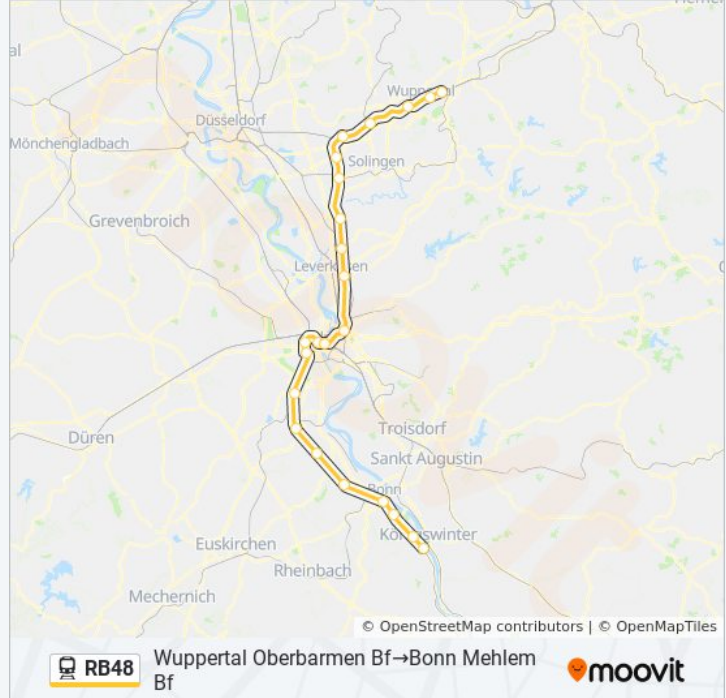 al
Wuppertal
Düsseldorf
Mönchengladbach
Solingen
Grevenbroich
Leverkusen
Düren
Troisdorf
Sankt Augustin
Bonn
Königswinter
Euskirchen
Rheinbach
Mechernich
© OpenStreetMap contributors | © OpenMapTiles
RB48
Wuppertal Oberbarmen Bf→Bonn Mehlem
Bf
moovit